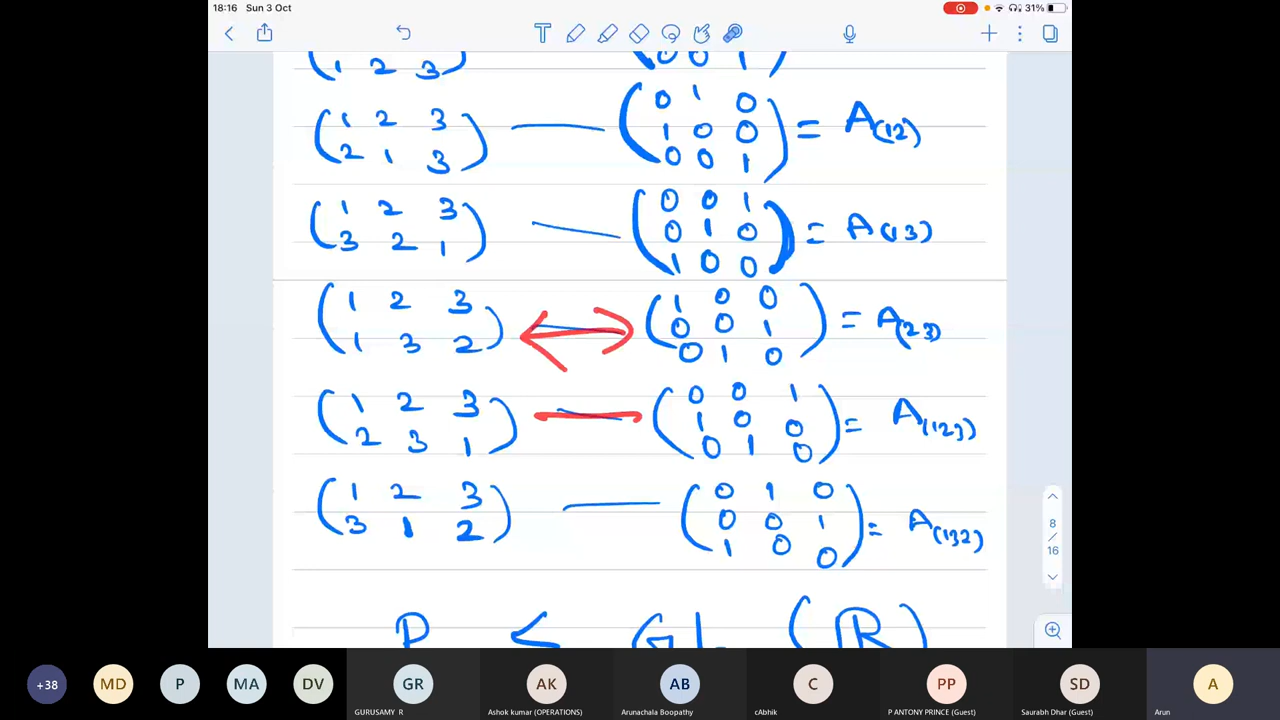 18:16 Sun 3 Oct
31%
T
1 2 3
0 0 1
(1 2 3
2 1 3) — (0 1 0
1 0 0
0 0 1) = A(12)
(1 2 3
3 2 1) — (0 0 1
0 1 0
1 0 0) = A(13)
(1 2 3
1 3 2) ↔ (1 0 0
0 0 1
0 1 0) = A(23)
(1 2 3
2 3 1) — (0 0 1
1 0 0
0 1 0) = A(123)
(1 2 3
3 1 2) — (0 1 0
0 0 1
1 0 0) = A(132)
P < GL (R)
8
/
16
+38 MD P MA DV GR AK AB C PP SD A
GURUSAMY R
Ashok kumar (OPERATIONS)
Arunachala Boopathy
cAbhik
P ANTONY PRINCE (Guest)
Saurabh Dhar (Guest)
Arun